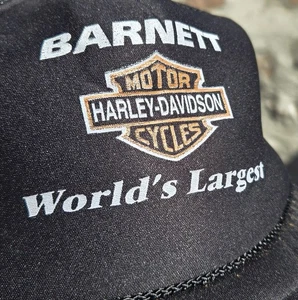 BARNETT
MOTOR
HARLEY-DAVIDSON
CYCLES
World's Largest